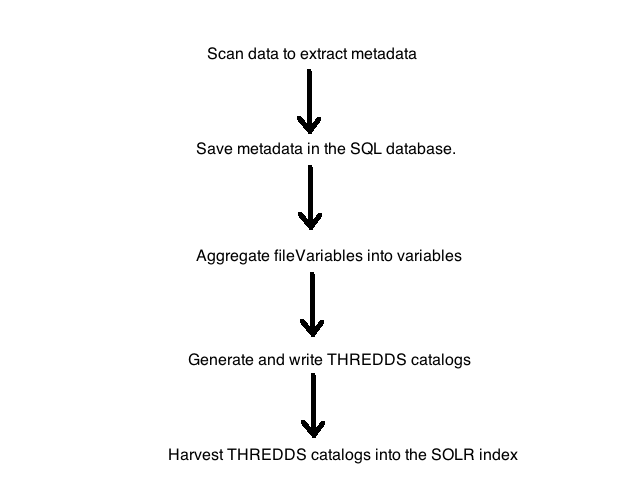 Scan data to extract metadata
Save metadata in the SQL database.
Aggregate fileVariables into variables
Generate and write THREDDS catalogs
Harvest THREDDS catalogs into the SOLR index